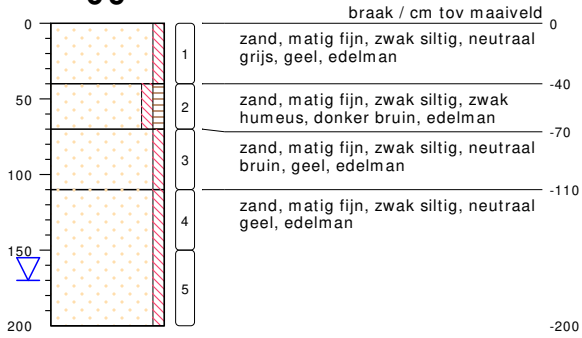 braak / cm tov maaiveld
0
0
zand, matig fijn, zwak siltig, neutraal
grijs, geel, edelman
1
-40
50
2
zand, matig fijn, zwak siltig, zwak
humeus, donker bruin, edelman
-70
3
zand, matig fijn, zwak siltig, neutraal
bruin, geel, edelman
100
-110
4
zand, matig fijn, zwak siltig, neutraal
geel, edelman
150
5
200
-200